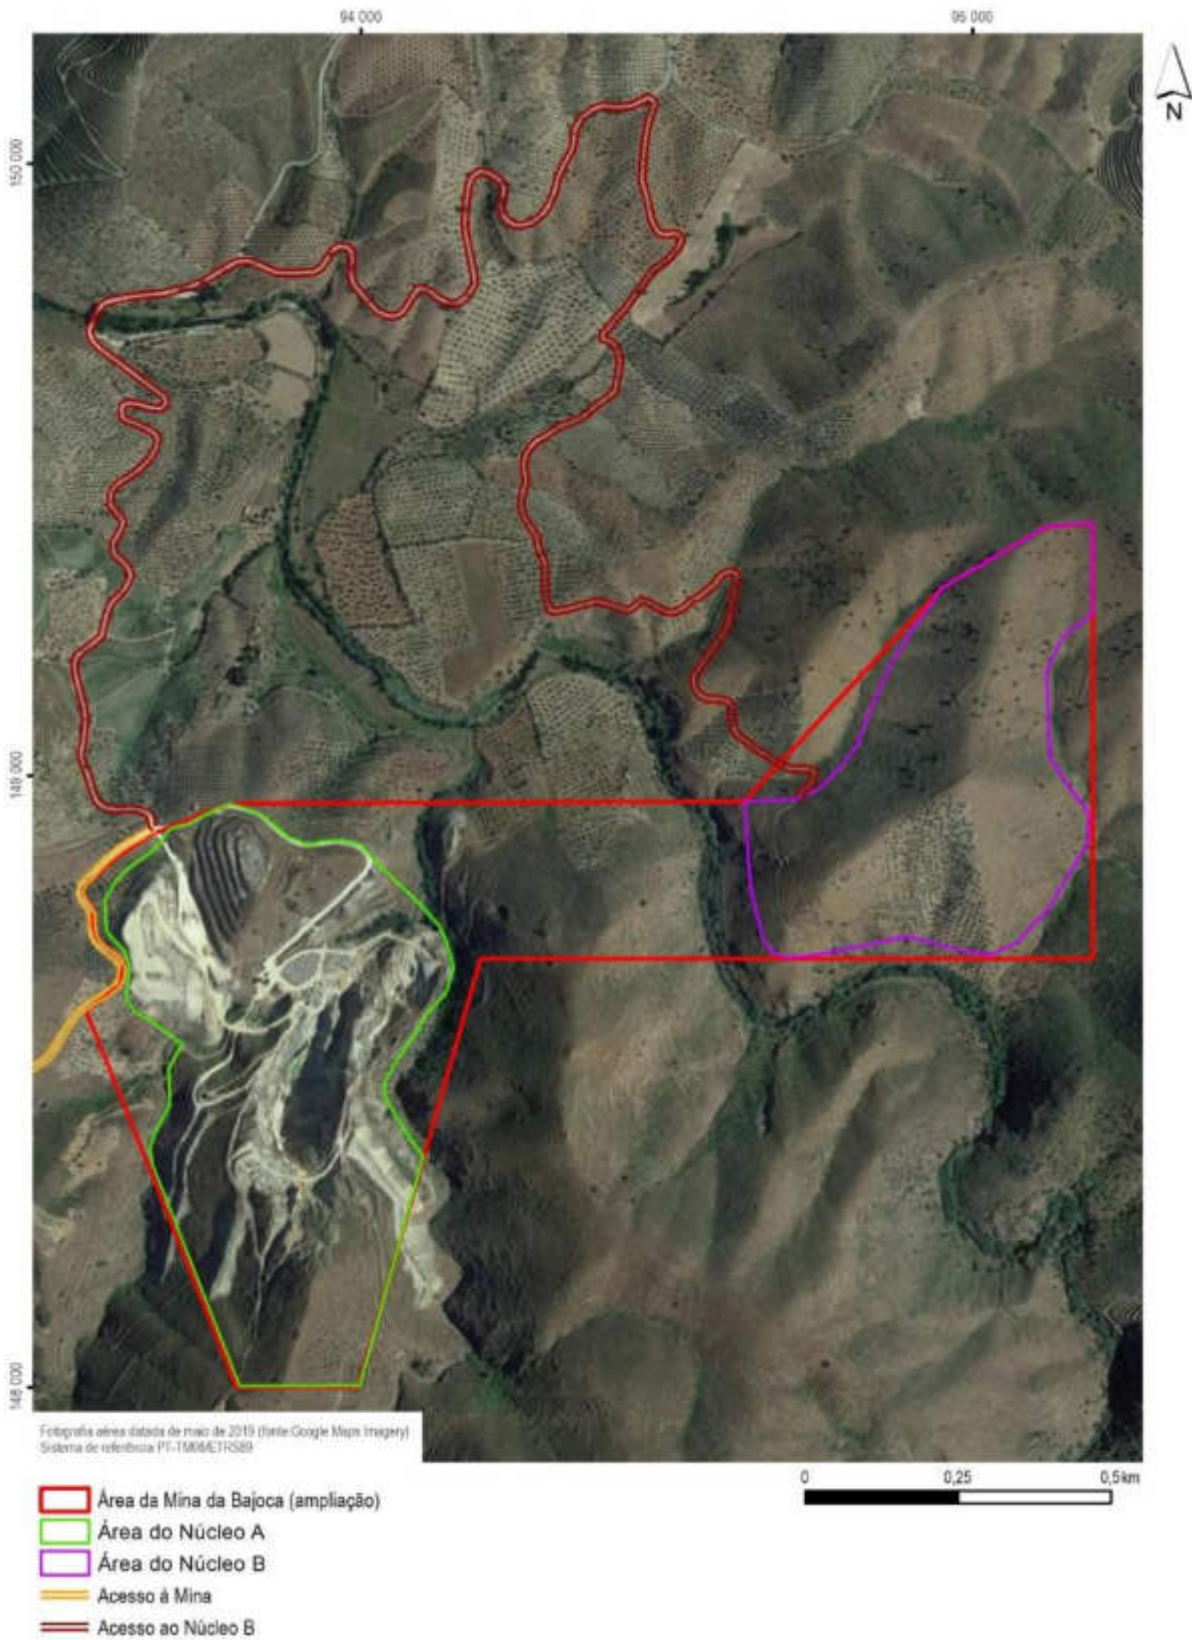 94 000
95 000
N
150 000
149 000
148 000
Fotografia aérea datada de maio de 2019 (fonte:Google Maps Imagery)
Sistema de referência PT-TM06/ETRS89
0
0,25
0,5km
Área da Mina da Bajoca (ampliação)
Área do Núcleo A
Área do Núcleo B
Acesso à Mina
Acesso ao Núcleo B